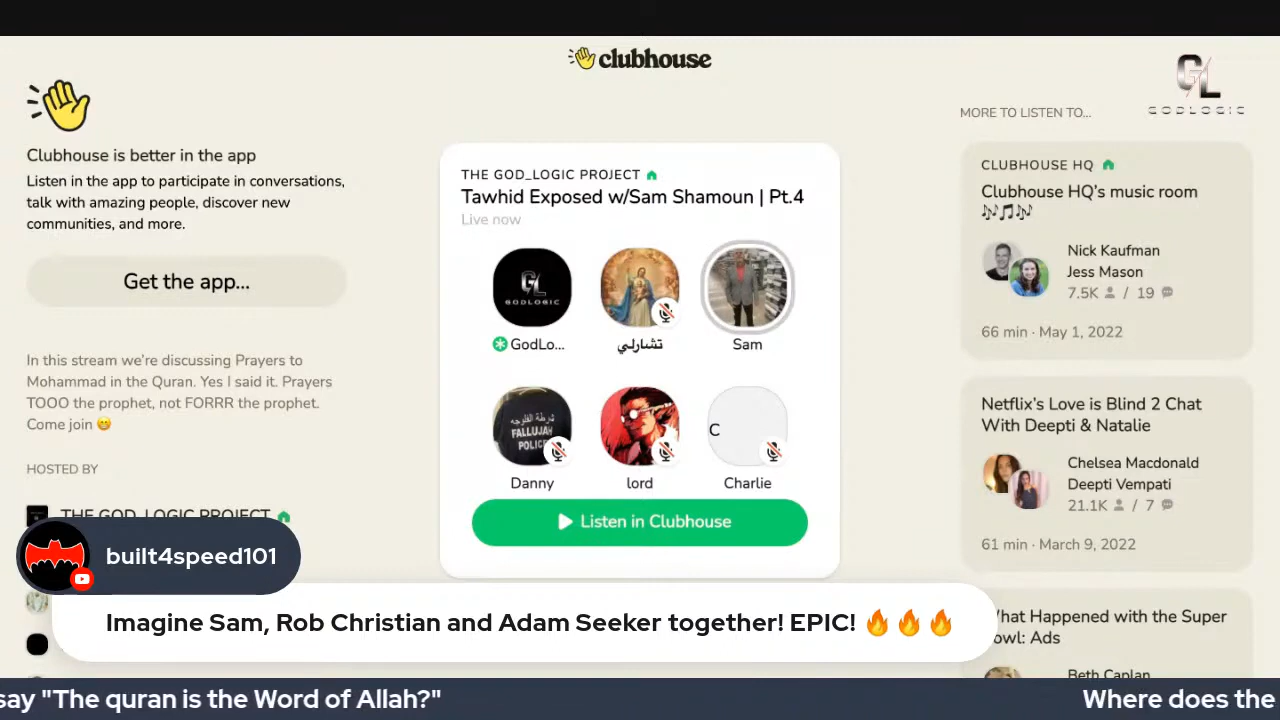 clubhouse
GL
GODLOGIC
Clubhouse is better in the app
Listen in the app to participate in conversations,
talk with amazing people, discover new
communities, and more.
Get the app...
In this stream we're discussing Prayers to
Mohammad in the Quran. Yes I said it. Prayers
TOOO the prophet, not FORRR the prophet.
Come join 😁
HOSTED BY
THE GOD_LOGIC PROJECT
THE GOD_LOGIC PROJECT
Tawhid Exposed w/Sam Shamoun | Pt.4
Live now
GL
GODLOGIC
GodLo...
تشارلي
Sam
شرطة الفلوجه
FALLUJAH
POLICE
Danny
lord
C
Charlie
Listen in Clubhouse
MORE TO LISTEN TO...
CLUBHOUSE HQ
Clubhouse HQ's music room
🎶🎵🎶
Nick Kaufman
Jess Mason
7.5K / 19
66 min · May 1, 2022
Netflix's Love is Blind 2 Chat
With Deepti & Natalie
Chelsea Macdonald
Deepti Vempati
21.1K / 7
61 min · March 9, 2022
What Happened with the Super
owl: Ads
Beth Caplan
built4speed101
Imagine Sam, Rob Christian and Adam Seeker together! EPIC! 🔥🔥🔥
say "The quran is the Word of Allah?"
Where does the